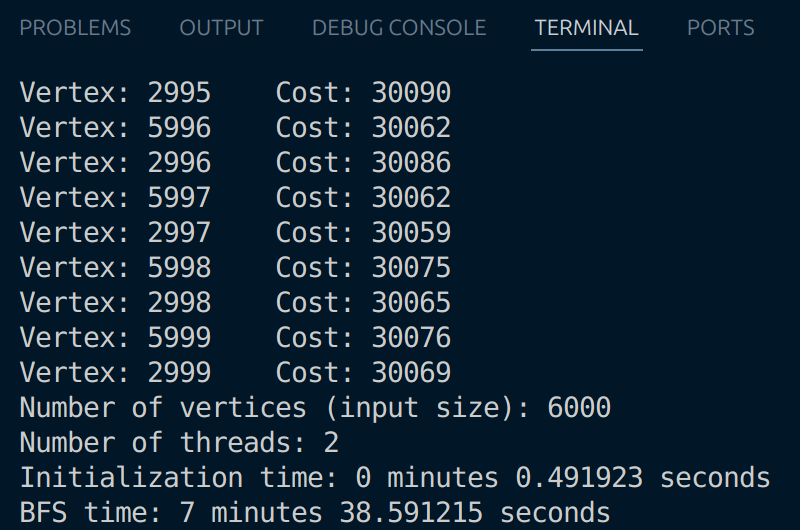 PROBLEMS OUTPUT DEBUG CONSOLE TERMINAL PORTS
Vertex: 2995    Cost: 30090
Vertex: 5996    Cost: 30062
Vertex: 2996    Cost: 30086
Vertex: 5997    Cost: 30062
Vertex: 2997    Cost: 30059
Vertex: 5998    Cost: 30075
Vertex: 2998    Cost: 30065
Vertex: 5999    Cost: 30076
Vertex: 2999    Cost: 30069
Number of vertices (input size): 6000
Number of threads: 2
Initialization time: 0 minutes 0.491923 seconds
BFS time: 7 minutes 38.591215 seconds